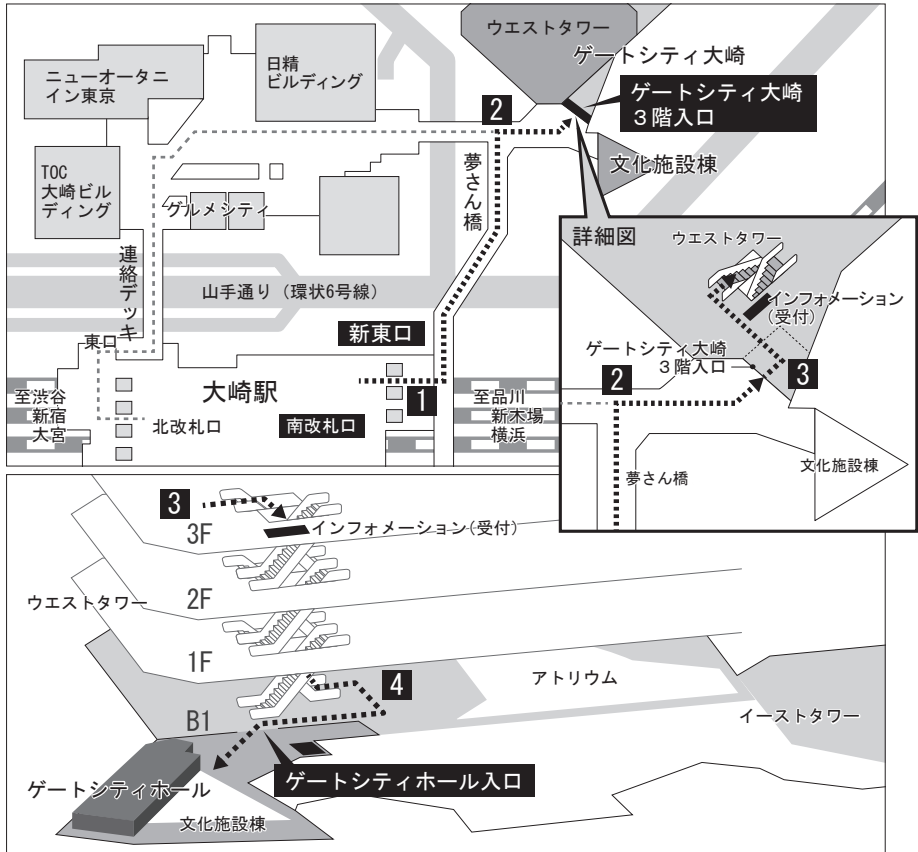 ウエストタワー
ゲートシティ大崎
ニューオータニ
イン東京
日精
ビルディング
2
ゲートシティ大崎
3階入口
TOC
大崎ビル
ディング
グルメシティ
夢さん橋
文化施設棟
連絡デッキ
山手通り（環状6号線）
東口
新東口
大崎駅
1
至渋谷
新宿
大宮
北改札口
南改札口
至品川
新木場
横浜
詳細図
ウエストタワー
インフォメーション
(受付)
ゲートシティ大崎
3階入口
3
2
夢さん橋
文化施設棟
3
3F
インフォメーション(受付)
ウエストタワー
2F
1F
4
アトリウム
B1
イーストタワー
ゲートシティホール入口
ゲートシティホール
文化施設棟